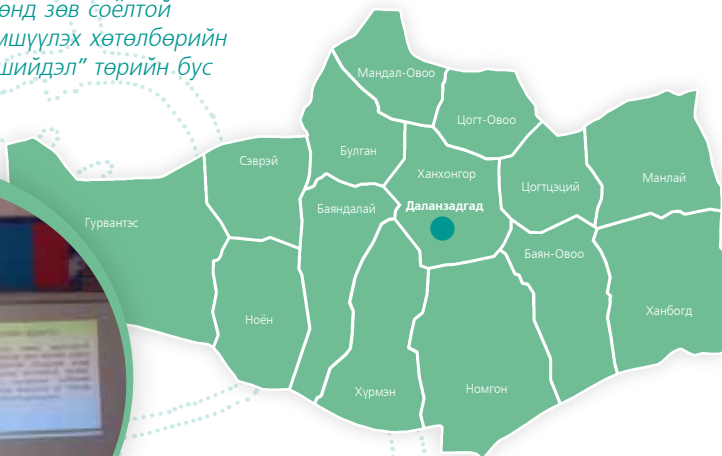 өнд зөв соёлтой
мшүүлэх хөтөлбөрийн
шийдэл” төрийн бус
Мандал-Овоо
Цогт-Овоо
Булган
Сэврэй
Ханхонгор
Цогтцэций
Манлай
Баяндалай
Даланзадгад
Гурвантэс
Баян-Овоо
Ханбогд
Ноён
Хүрмэн
Номгон